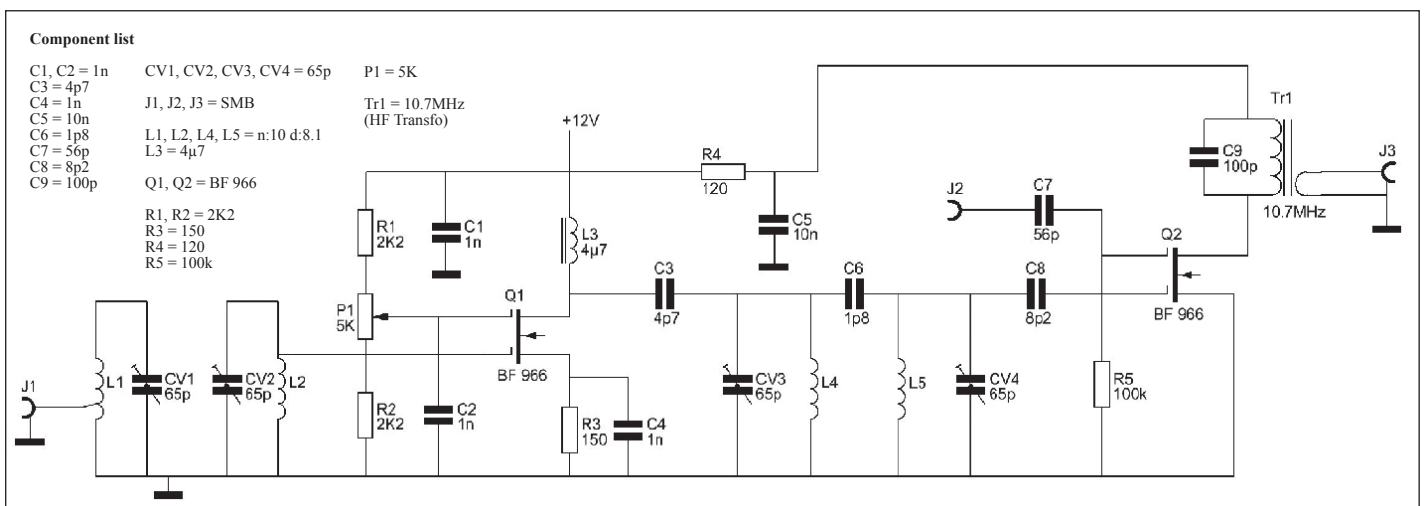 Component list
C1, C2 = 1n
C3 = 4p7
C4 = 1n
C5 = 10n
C6 = 1p8
C7 = 56p
C8 = 8p2
C9 = 100p
CV1, CV2, CV3, CV4 = 65p
J1, J2, J3 = SMB
L1, L2, L4, L5 = n:10 d:8.1
L3 = 4µ7
Q1, Q2 = BF 966
R1, R2 = 2K2
R3 = 150
R4 = 120
R5 = 100k
P1 = 5K
Tr1 = 10.7MHz
(HF Transfo)
+12V
Tr1
R4
120
C9
100p
J3
10.7MHz
R1
2K2
C1
1n
L3
4µ7
C5
10n
J2
C7
56p
Q2
BF 966
P1
5K
Q1
BF 966
C3
4p7
C6
1p8
C8
8p2
J1
L1
CV1
65p
CV2
65p
L2
R2
2K2
C2
1n
R3
150
C4
1n
CV3
65p
L4
L5
CV4
65p
R5
100k